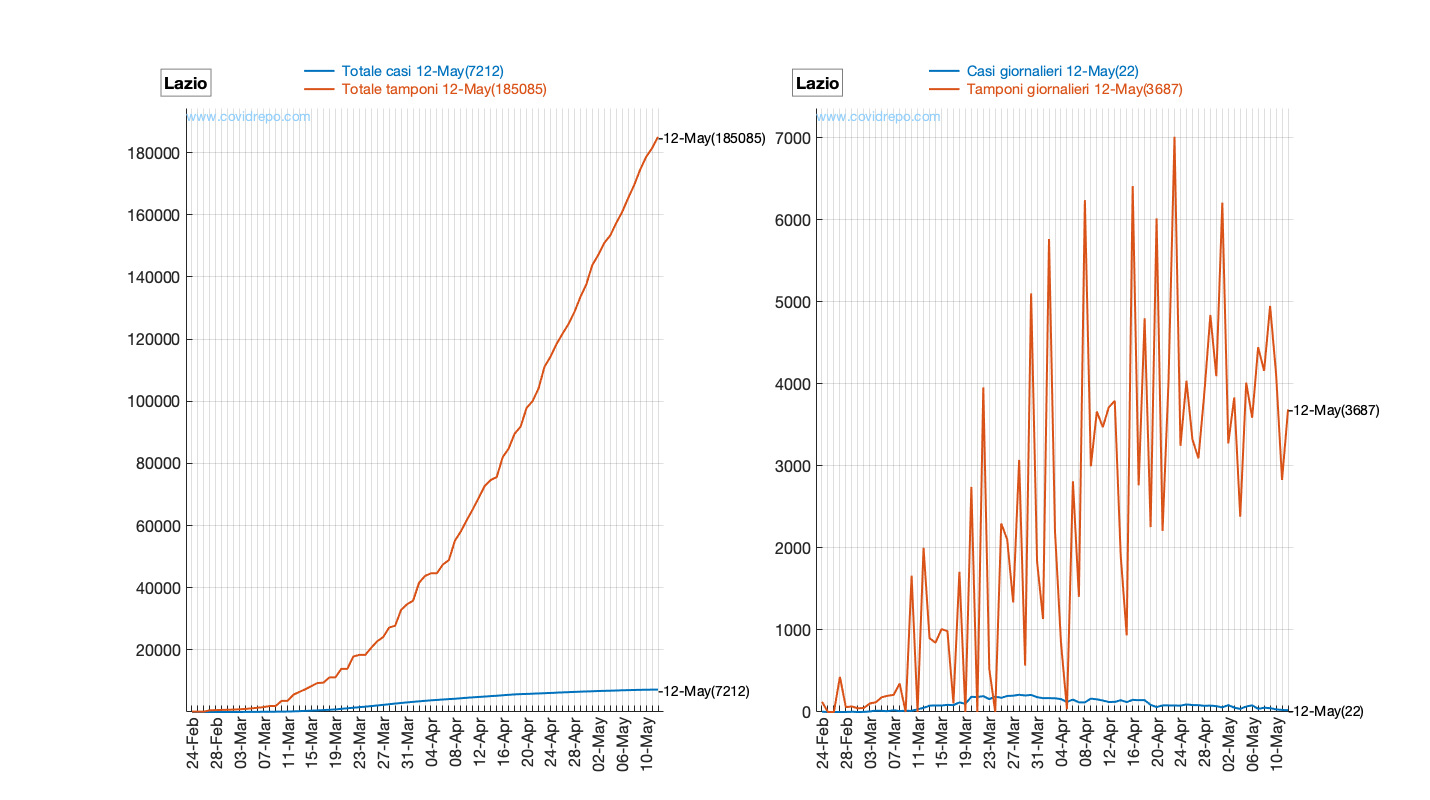 Lazio
Totale casi 12-May(7212)
Totale tamponi 12-May(185085)
www.covidrepo.com
12-May(185085)
180000
160000
140000
120000
100000
80000
60000
40000
20000
12-May(7212)
24-Feb
28-Feb
03-Mar
07-Mar
11-Mar
15-Mar
19-Mar
23-Mar
27-Mar
31-Mar
04-Apr
08-Apr
12-Apr
16-Apr
20-Apr
24-Apr
28-Apr
02-May
06-May
10-May
Lazio
Casi giornalieri 12-May(22)
Tamponi giornalieri 12-May(3687)
www.covidrepo.com
7000
6000
5000
4000
12-May(3687)
3000
2000
1000
0
12-May(22)
24-Feb
28-Feb
03-Mar
07-Mar
11-Mar
15-Mar
19-Mar
23-Mar
27-Mar
31-Mar
04-Apr
08-Apr
12-Apr
16-Apr
20-Apr
24-Apr
28-Apr
02-May
06-May
10-May